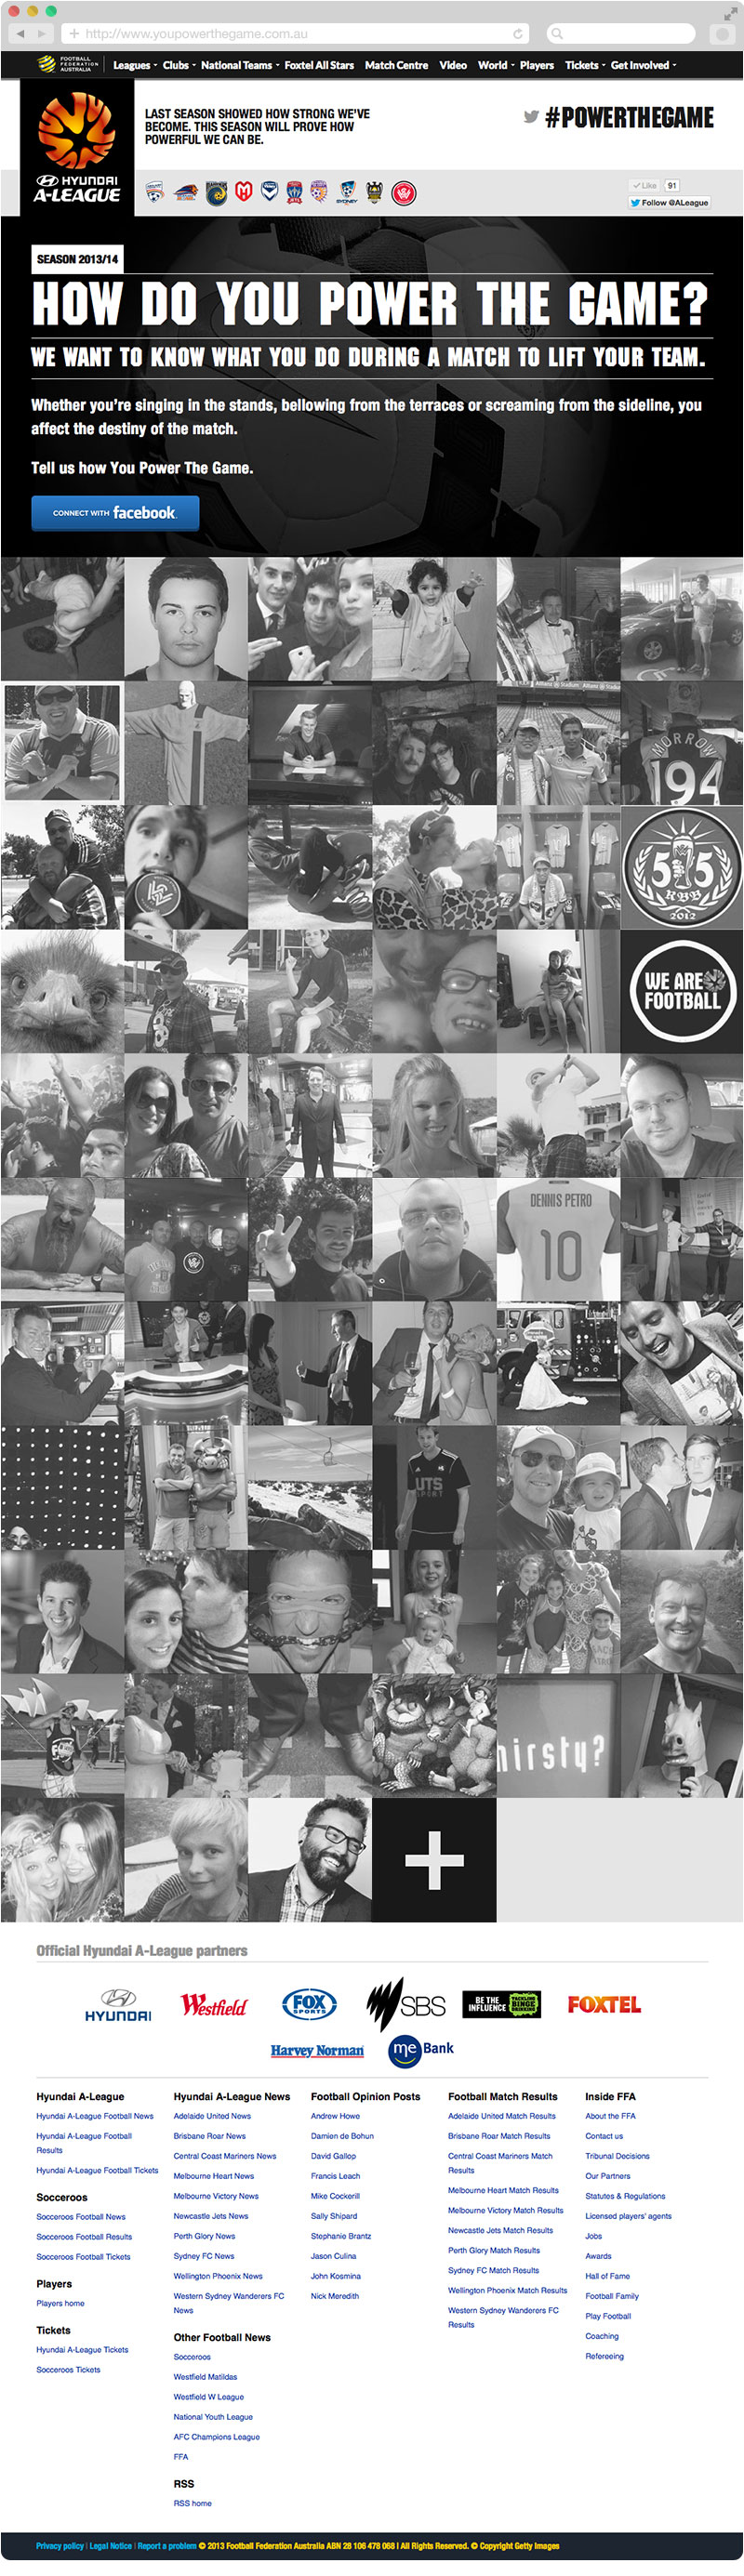 http://www.youpowerthegame.com.au
FOOTBALL
FEDERATION
AUSTRALIA
Leagues Clubs National Teams Foxtel All Stars Match Centre Video World Players Tickets Get Involved
LAST SEASON SHOWED HOW STRONG WE'VE
BECOME. THIS SEASON WILL PROVE HOW
POWERFUL WE CAN BE.
#POWERTHEGAME
HYUNDAI
A-LEAGUE
SYDNEY
Like 91
Follow @ALeague
SEASON 2013/14
HOW DO YOU POWER THE GAME?
WE WANT TO KNOW WHAT YOU DO DURING A MATCH TO LIFT YOUR TEAM.
Whether you're singing in the stands, bellowing from the terraces or screaming from the sideline, you
affect the destiny of the match.
Tell us how You Power The Game.
CONNECT WITH facebook.
Allianz Stadium
MORROW
194
5 5
KBB
2012
WE ARE
FOOTBALL
DENNIS PETRO
10
UTS
SPORT
hirsty?
Official Hyundai A-League partners
HYUNDAI
Westfield
FOX
SPORTS
SBS
BE THE
INFLUENCE
TACKLING
BINGE
DRINKING
FOXTEL
Harvey Norman
me Bank
Hyundai A-League
Hyundai A-League Football News
Hyundai A-League Football
Results
Hyundai A-League Football Tickets
Socceroos
Socceroos Football News
Socceroos Football Results
Socceroos Football Tickets
Players
Players home
Tickets
Hyundai A-League Tickets
Socceroos Tickets
Hyundai A-League News
Adelaide United News
Brisbane Roar News
Central Coast Mariners News
Melbourne Heart News
Melbourne Victory News
Newcastle Jets News
Perth Glory News
Sydney FC News
Wellington Phoenix News
Western Sydney Wanderers FC
News
Other Football News
Socceroos
Westfield Matildas
Westfield W League
National Youth League
AFC Champions League
FFA
RSS
RSS home
Football Opinion Posts
Andrew Howe
Damien de Bohun
David Gallop
Francis Leach
Mike Cockerill
Sally Shipard
Stephanie Brantz
Jason Culina
John Kosmina
Nick Meredith
Football Match Results
Adelaide United Match Results
Brisbane Roar Match Results
Central Coast Mariners Match
Results
Melbourne Heart Match Results
Melbourne Victory Match Results
Newcastle Jets Match Results
Perth Glory Match Results
Sydney FC Match Results
Wellington Phoenix Match Results
Western Sydney Wanderers FC
Results
Inside FFA
About the FFA
Contact us
Tribunal Decisions
Our Partners
Statutes & Regulations
Licensed players' agents
Jobs
Awards
Hall of Fame
Football Family
Play Football
Coaching
Refereeing
Privacy policy | Legal Notice | Report a problem © 2013 Football Federation Australia ABN 28 106 478 068 | All Rights Reserved. © Copyright Getty Images